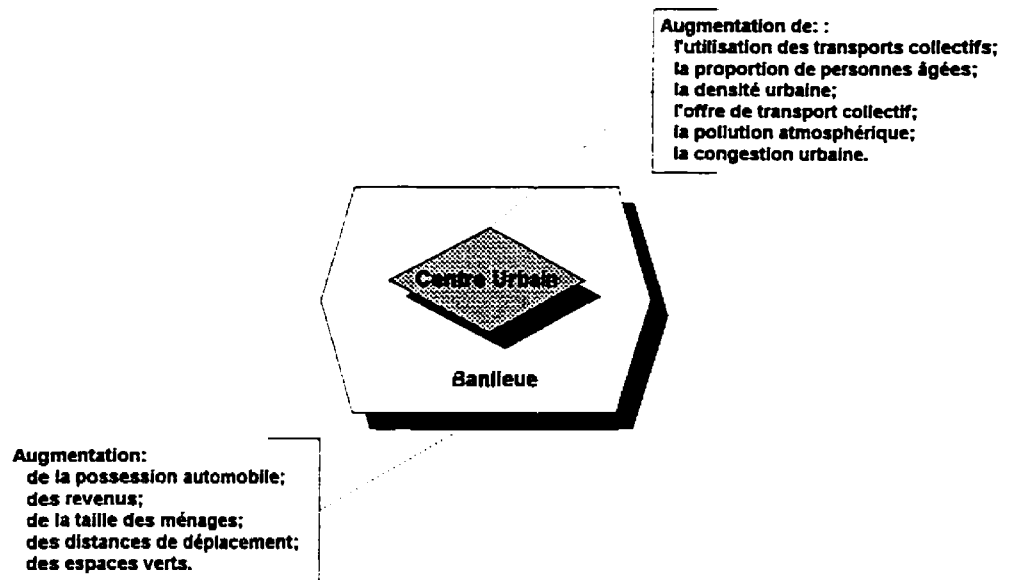 Augmentation de: :
l'utilisation des transports collectifs;
la proportion de personnes âgées;
la densité urbaine;
l'offre de transport collectif;
la pollution atmosphérique;
la congestion urbaine.
Centre Urbain
Banlieue
Augmentation:
de la possession automobile;
des revenus;
de la taille des ménages;
des distances de déplacement;
des espaces verts.